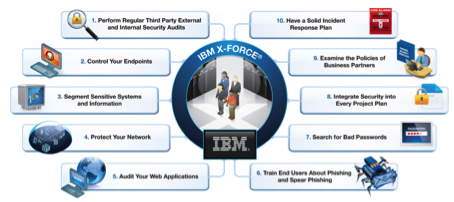 1. Perform Regular Third Party External
and Internal Security Audits
2. Control Your Endpoints
3. Segment Sensitive Systems
and Information
4. Protect Your Network
5. Audit Your Web Applications
IBM X-FORCE®
IBM®
10. Have a Solid Incident
Response Plan
9. Examine the Policies of
Business Partners
8. Integrate Security into
Every Project Plan
7. Search for Bad Passwords
6. Train End Users About Phishing
and Spear Phishing